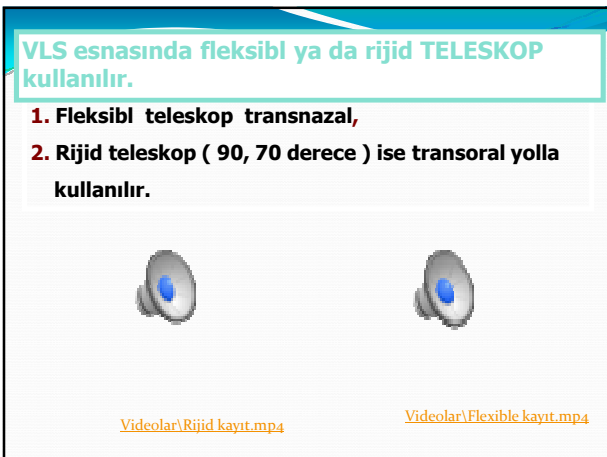 VLS esnasında fleksibl ya da rijid TELESKOP
kullanılır.
1. Fleksibl teleskop transnazal,
2. Rijid teleskop ( 90, 70 derece ) ise transoral yolla
kullanılır.
Videolar\Rijid kayıt.mp4
Videolar\Flexible kayıt.mp4